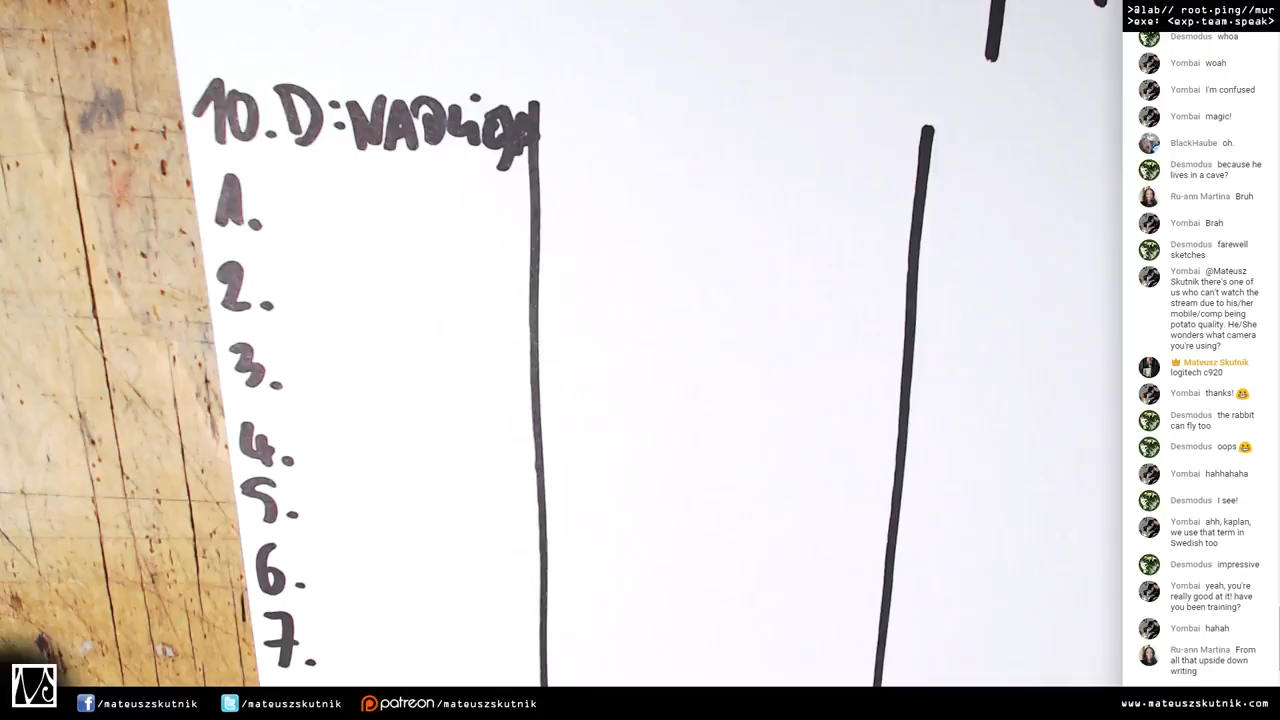 >@lab// root.ping//mur
>exe: <exp.team.speak>
10. D:
1.
2.
3.
4.
5.
6.
7.
Desmodus whoa
Yombai woah
Yombai I'm confused
Yombai magic!
BlackHaube oh.
Desmodus because he
lives in a cave?
Ru-ann Martina Bruh
Yombai Brah
Desmodus farewell
sketches
Yombai @Mateusz
Skutnik there's one of
us who can't watch the
stream due to his/her
mobile/comp being
potato quality. He/She
wonders what camera
you're using?
Mateusz Skutnik
logitech c920
Yombai thanks! 😄
Desmodus the rabbit
can fly too
Desmodus oops 😄
Yombai hahhahaha
Desmodus I see!
Yombai ahh, kaplan,
we use that term in
Swedish too
Desmodus impressive
Yombai yeah, you're
really good at it! have
you been training?
Yombai hahah
Ru-ann Martina From
all that upside down
writing
/mateuszskutnik
/mateuszskutnik
patreon/mateuszskutnik
www.mateuszskutnik.com